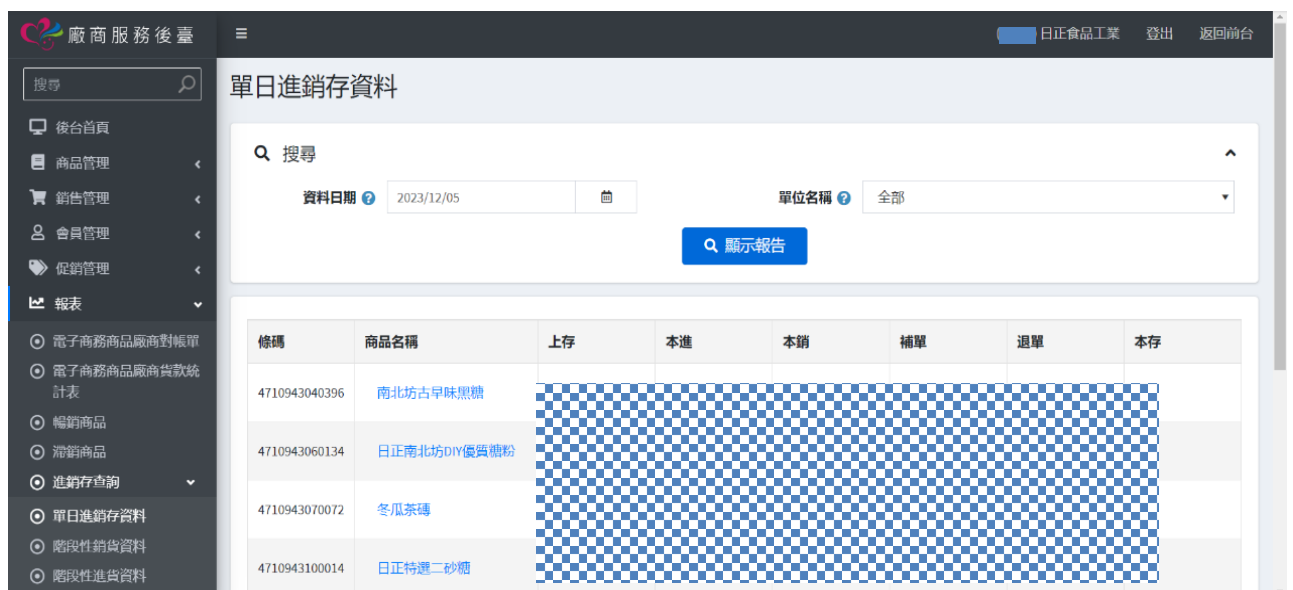 廠商服務後臺
日正食品工業 登出 返回前台
搜尋
後台首頁
商品管理
銷售管理
會員管理
促銷管理
報表
電子商務商品廠商對帳單
電子商務商品廠商貨款統
計表
暢銷商品
滯銷商品
進銷存查詢
單日進銷存資料
階段性銷貨資料
階段性進貨資料
單日進銷存資料
搜尋
資料日期 2023/12/05 單位名稱 全部
顯示報告
條碼 商品名稱 上存 本進 本銷 補單 退單 本存
4710943040396 南北坊古早味黑糖
4710943060134 日正南北坊DIY優質糖粉
4710943070072 冬瓜茶磚
4710943100014 日正特選二砂糖